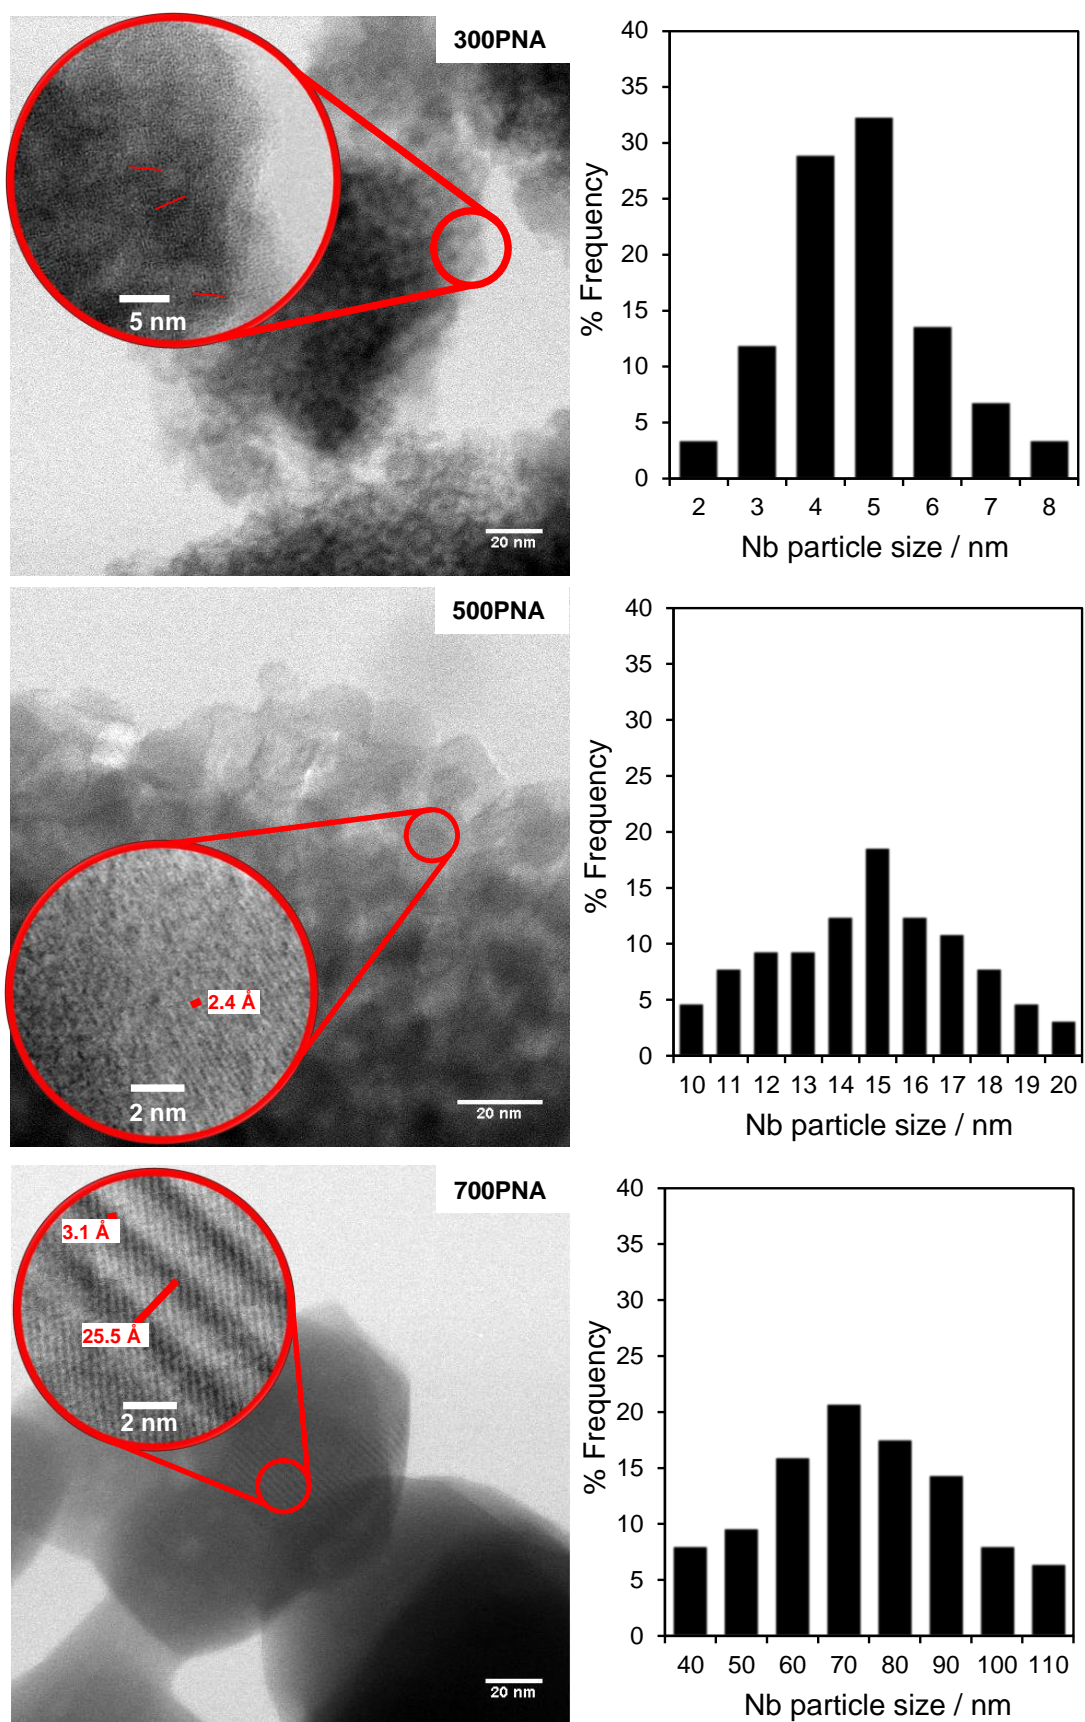 300PNA
5 nm
20 nm
40
35
30
25
20
15
10
5
0
% Frequency
2 3 4 5 6 7 8
Nb particle size / nm
500PNA
2.4 Å
2 nm
20 nm
40
35
30
25
20
15
10
5
0
% Frequency
10 11 12 13 14 15 16 17 18 19 20
Nb particle size / nm
700PNA
3.1 Å
25.5 Å
2 nm
20 nm
40
35
30
25
20
15
10
5
0
% Frequency
40 50 60 70 80 90 100 110
Nb particle size / nm